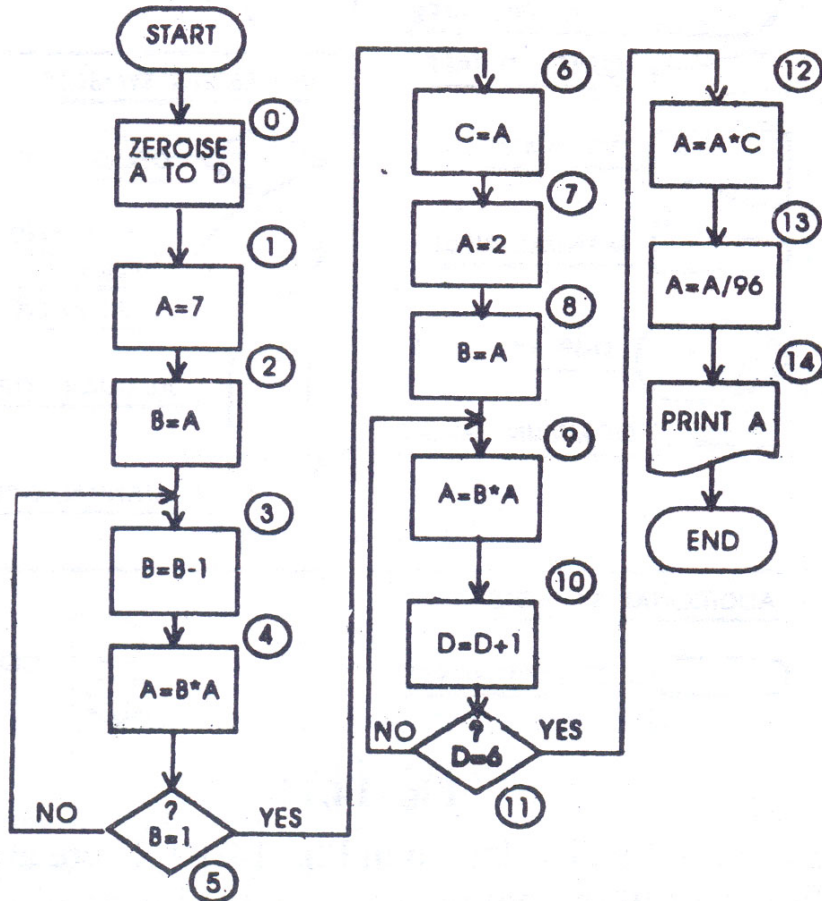 START
0
ZEROISE
A TO D
1
A=7
2
B=A
3
B=B-1
4
A=B*A
?
B=1
NO
YES
5
6
C=A
7
A=2
8
B=A
9
A=B*A
10
D=D+1
?
D=6
NO
YES
11
12
A=A*C
13
A=A/96
14
PRINT A
END